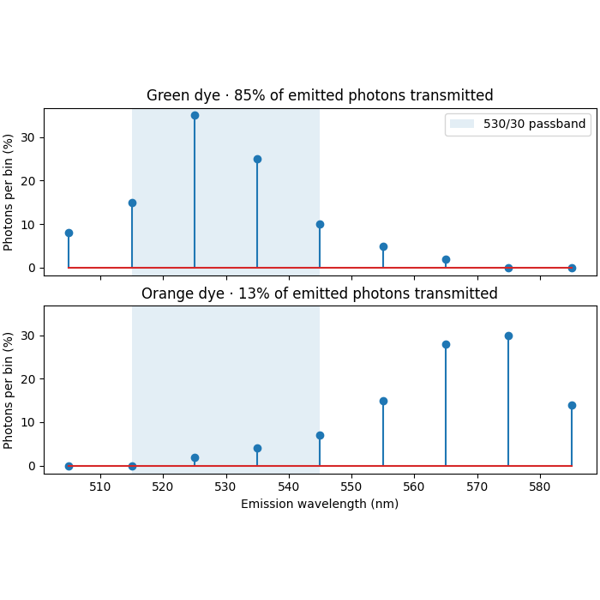 Green dye · 85% of emitted photons transmitted
530/30 passband
Photons per bin (%)
30
20
10
0
Orange dye · 13% of emitted photons transmitted
Photons per bin (%)
30
20
10
0
510 520 530 540 550 560 570 580
Emission wavelength (nm)